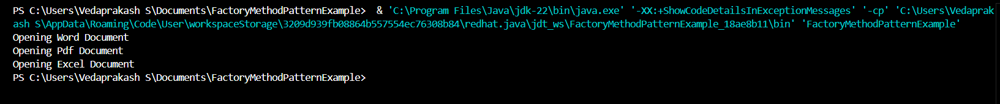 PS C:\Users\Vedaprakash S\Documents\FactoryMethodPatternExample>  & 'C:\Program Files\Java\jdk-22\bin\java.exe' '-XX:+ShowCodeDetailsInExceptionMessages' '-cp' 'C:\Users\Vedaprak
ash S\AppData\Roaming\Code\User\workspaceStorage\3209d939fb08864b557554ec76308b84\redhat.java\jdt_ws\FactoryMethodPatternExample_18ae8b11\bin' 'FactoryMethodPatternExample'
Opening Word Document
Opening Pdf Document
Opening Excel Document
PS C:\Users\Vedaprakash S\Documents\FactoryMethodPatternExample>